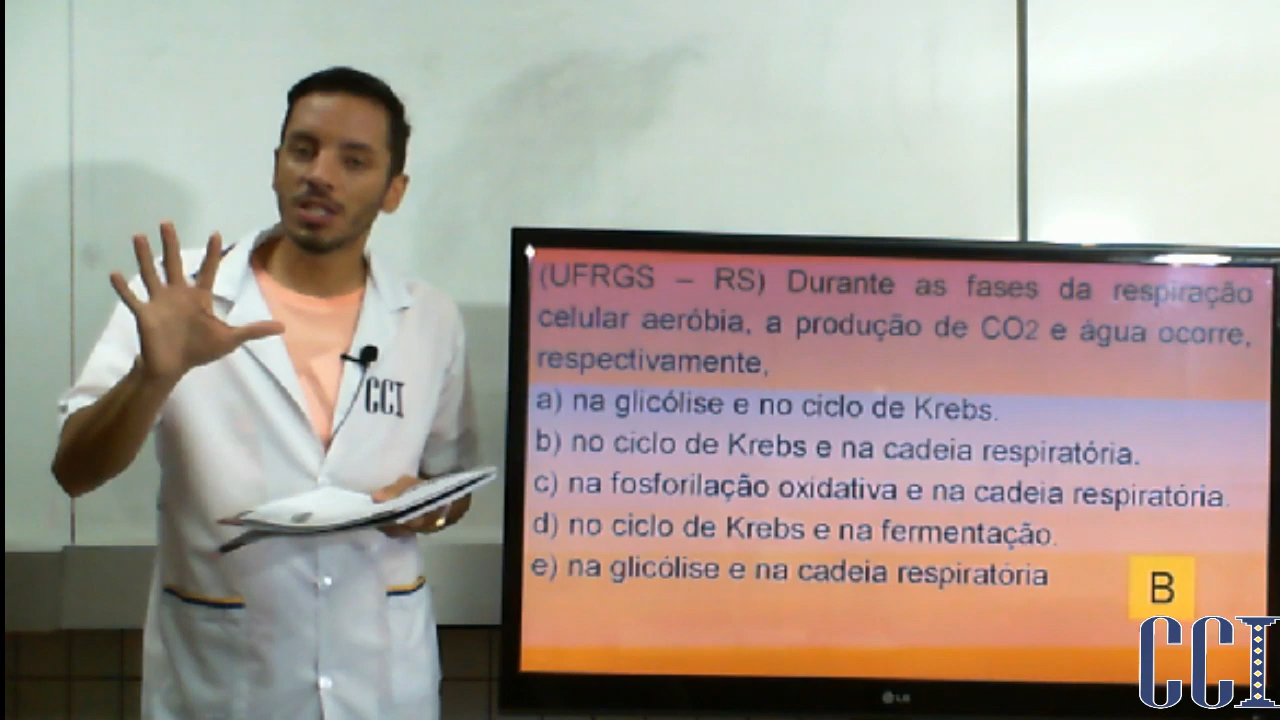 CCI
(UFRGS – RS) Durante as fases da respiração
celular aeróbia, a produção de CO2 e água ocorre,
respectivamente,
a) na glicólise e no ciclo de Krebs.
b) no ciclo de Krebs e na cadeia respiratória.
c) na fosforilação oxidativa e na cadeia respiratória.
d) no ciclo de Krebs e na fermentação.
e) na glicólise e na cadeia respiratória
B
CCI
LG